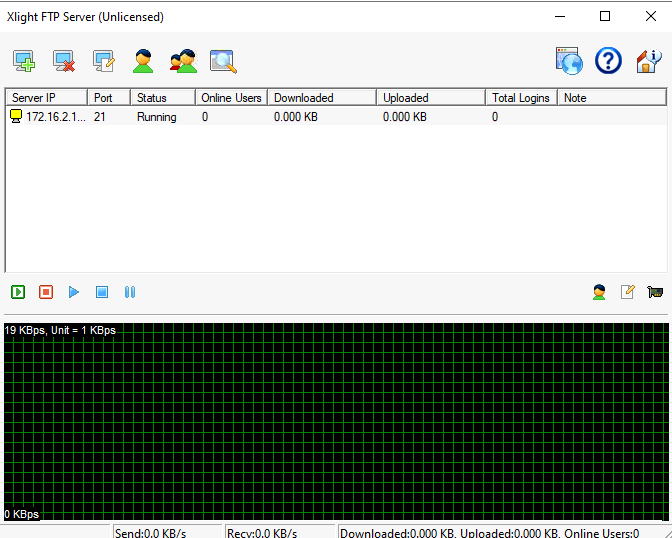 Xlight FTP Server (Unlicensed)
Server IP Port Status Online Users Downloaded Uploaded Total Logins Note
172.16.2.1... 21 Running 0 0.000 KB 0.000 KB 0
19 KBps, Unit = 1 KBps
0 KBps
Send:0.0 KB/s Recv:0.0 KB/s Downloaded:0.000 KB, Uploaded:0.000 KB, Online Users:0